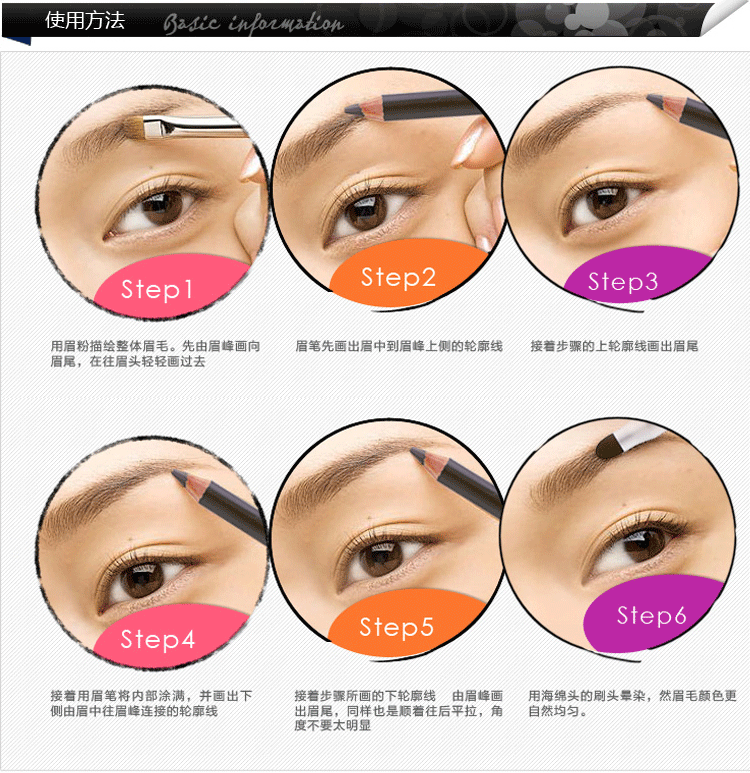 使用方法
Basic information
Step1
Step2
Step3
用眉粉描绘整体眉毛。先由眉峰画向
眉尾，在往眉头轻轻画过去
眉笔先画出眉中到眉峰上侧的轮廓线
接着步骤的上轮廓线画出眉尾
Step4
Step5
Step6
接着用眉笔将内部涂满，并画出下
侧由眉中往眉峰连接的轮廓线
接着步骤所画的下轮廓线 由眉峰画
出眉尾，同样也是顺着往后平拉，角
度不要太明显
用海绵头的刷头晕染，然眉毛颜色更
自然均匀。